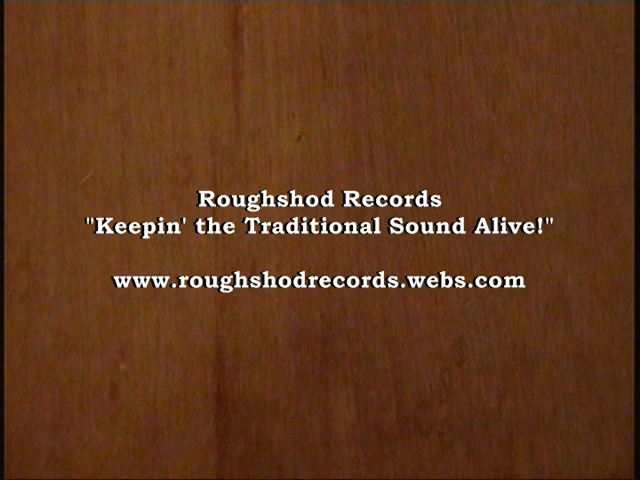 Roughshod Records
"Keepin' the Traditional Sound Alive!"
www.roughshodrecords.webs.com